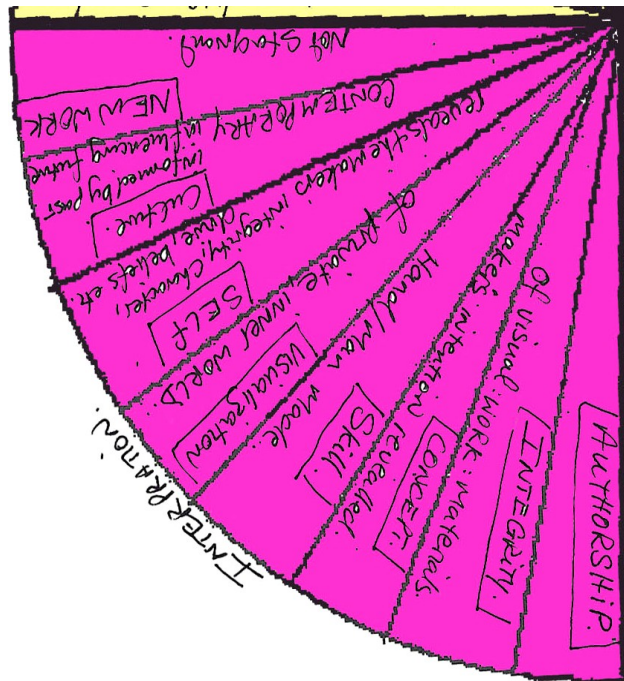 Not Stagnant.
NEW WORK
CONTEMPORARY
informed by past influencing future
Culture.
reveals the makers integrity, character,
drive, beliefs etc.
SELF
of private, inner WORLD.
VISUALIZATION
Hand/Man Made.
Skill.
makers intention revealed.
CONCEPT.
of visual work: materials
INTEGRITY.
AUTHORSHIP.
INTERPRATION.